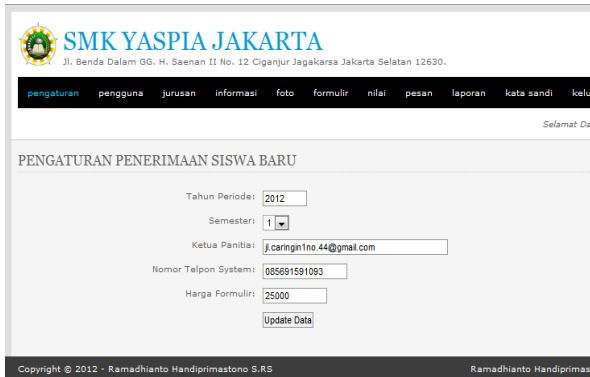 SMK YASPIA JAKARTA
Jl. Benda Dalam GG. H. Saenan II No. 12 Ciganjur Jagakarsa Jakarta Selatan 12630.
pengaturan pengguna jurusan informasi foto formulir nilai pesan laporan kata sandi kelu
Selamat Da
PENGATURAN PENERIMAAN SISWA BARU
Tahun Periode: 2012
Semester: 1
Ketua Panitia: jl.caringin1no.44@gmail.com
Nomor Telpon System: 085691591093
Harga Formulir: 25000
Update Data
Copyright © 2012 - Ramadhianto Handiprimastono S.RS Ramadhianto Handiprimas